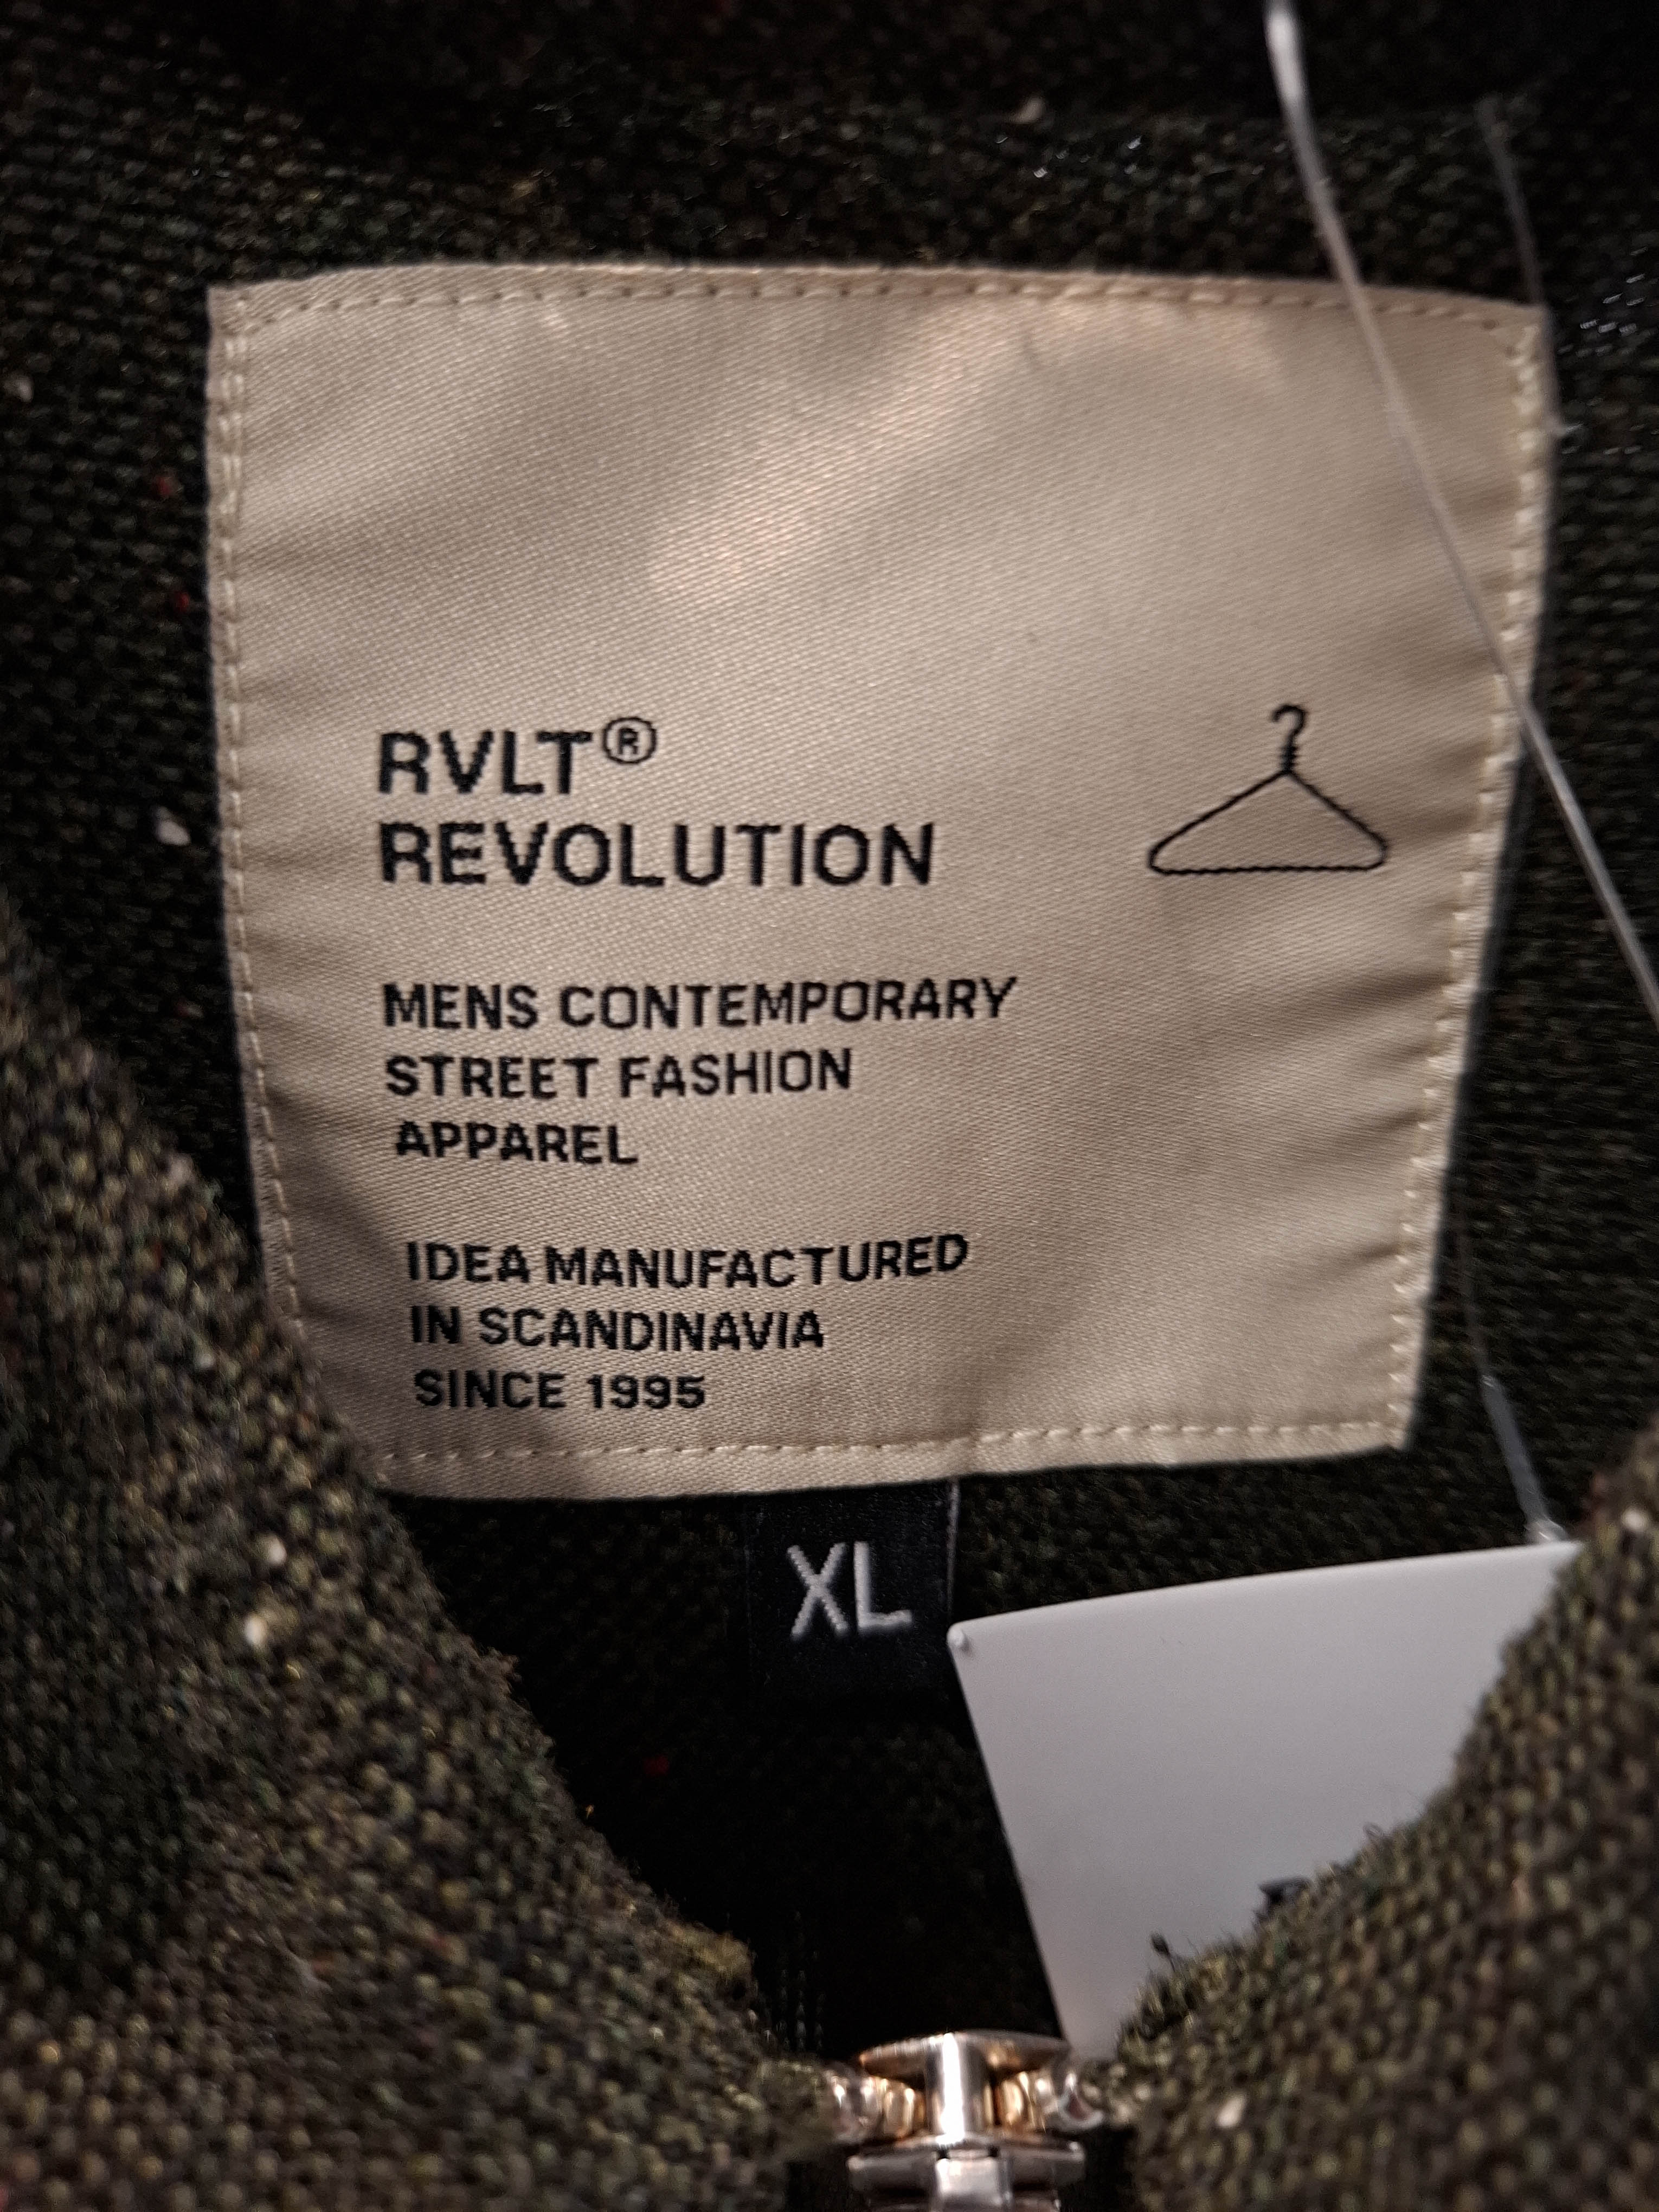 RVLT®
REVOLUTION
MENS CONTEMPORARY
STREET FASHION
APPAREL
IDEA MANUFACTURED
IN SCANDINAVIA
SINCE 1995
XL